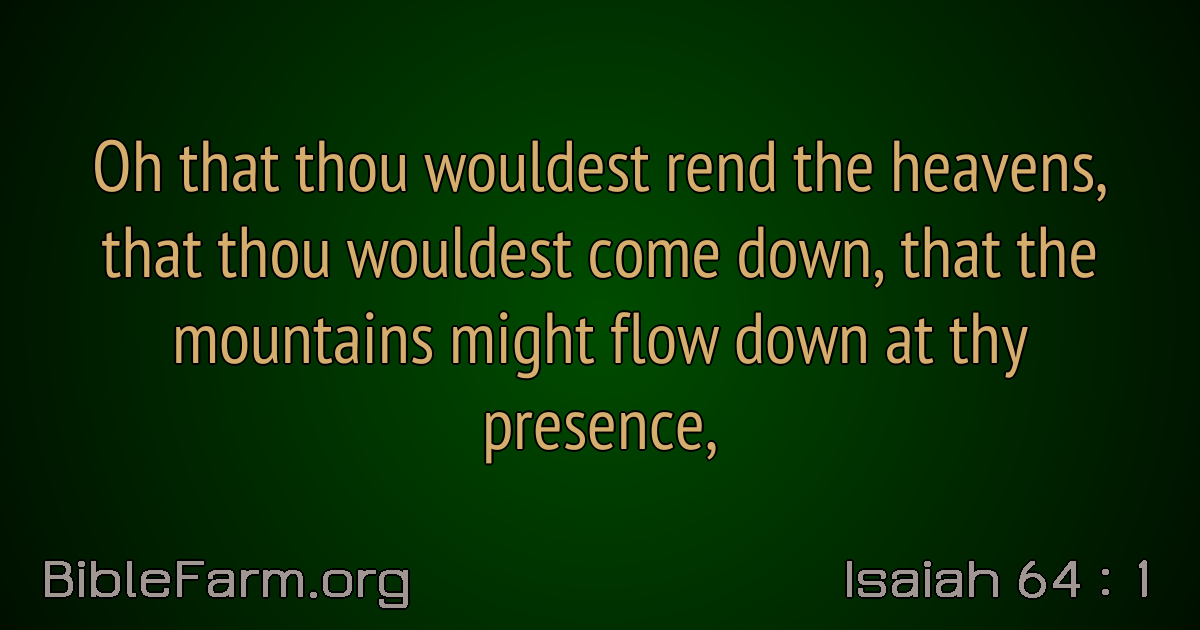 Oh that thou wouldest rend the heavens,
that thou wouldest come down, that the
mountains might flow down at thy
presence,
BibleFarm.org
Isaiah 64 : 1